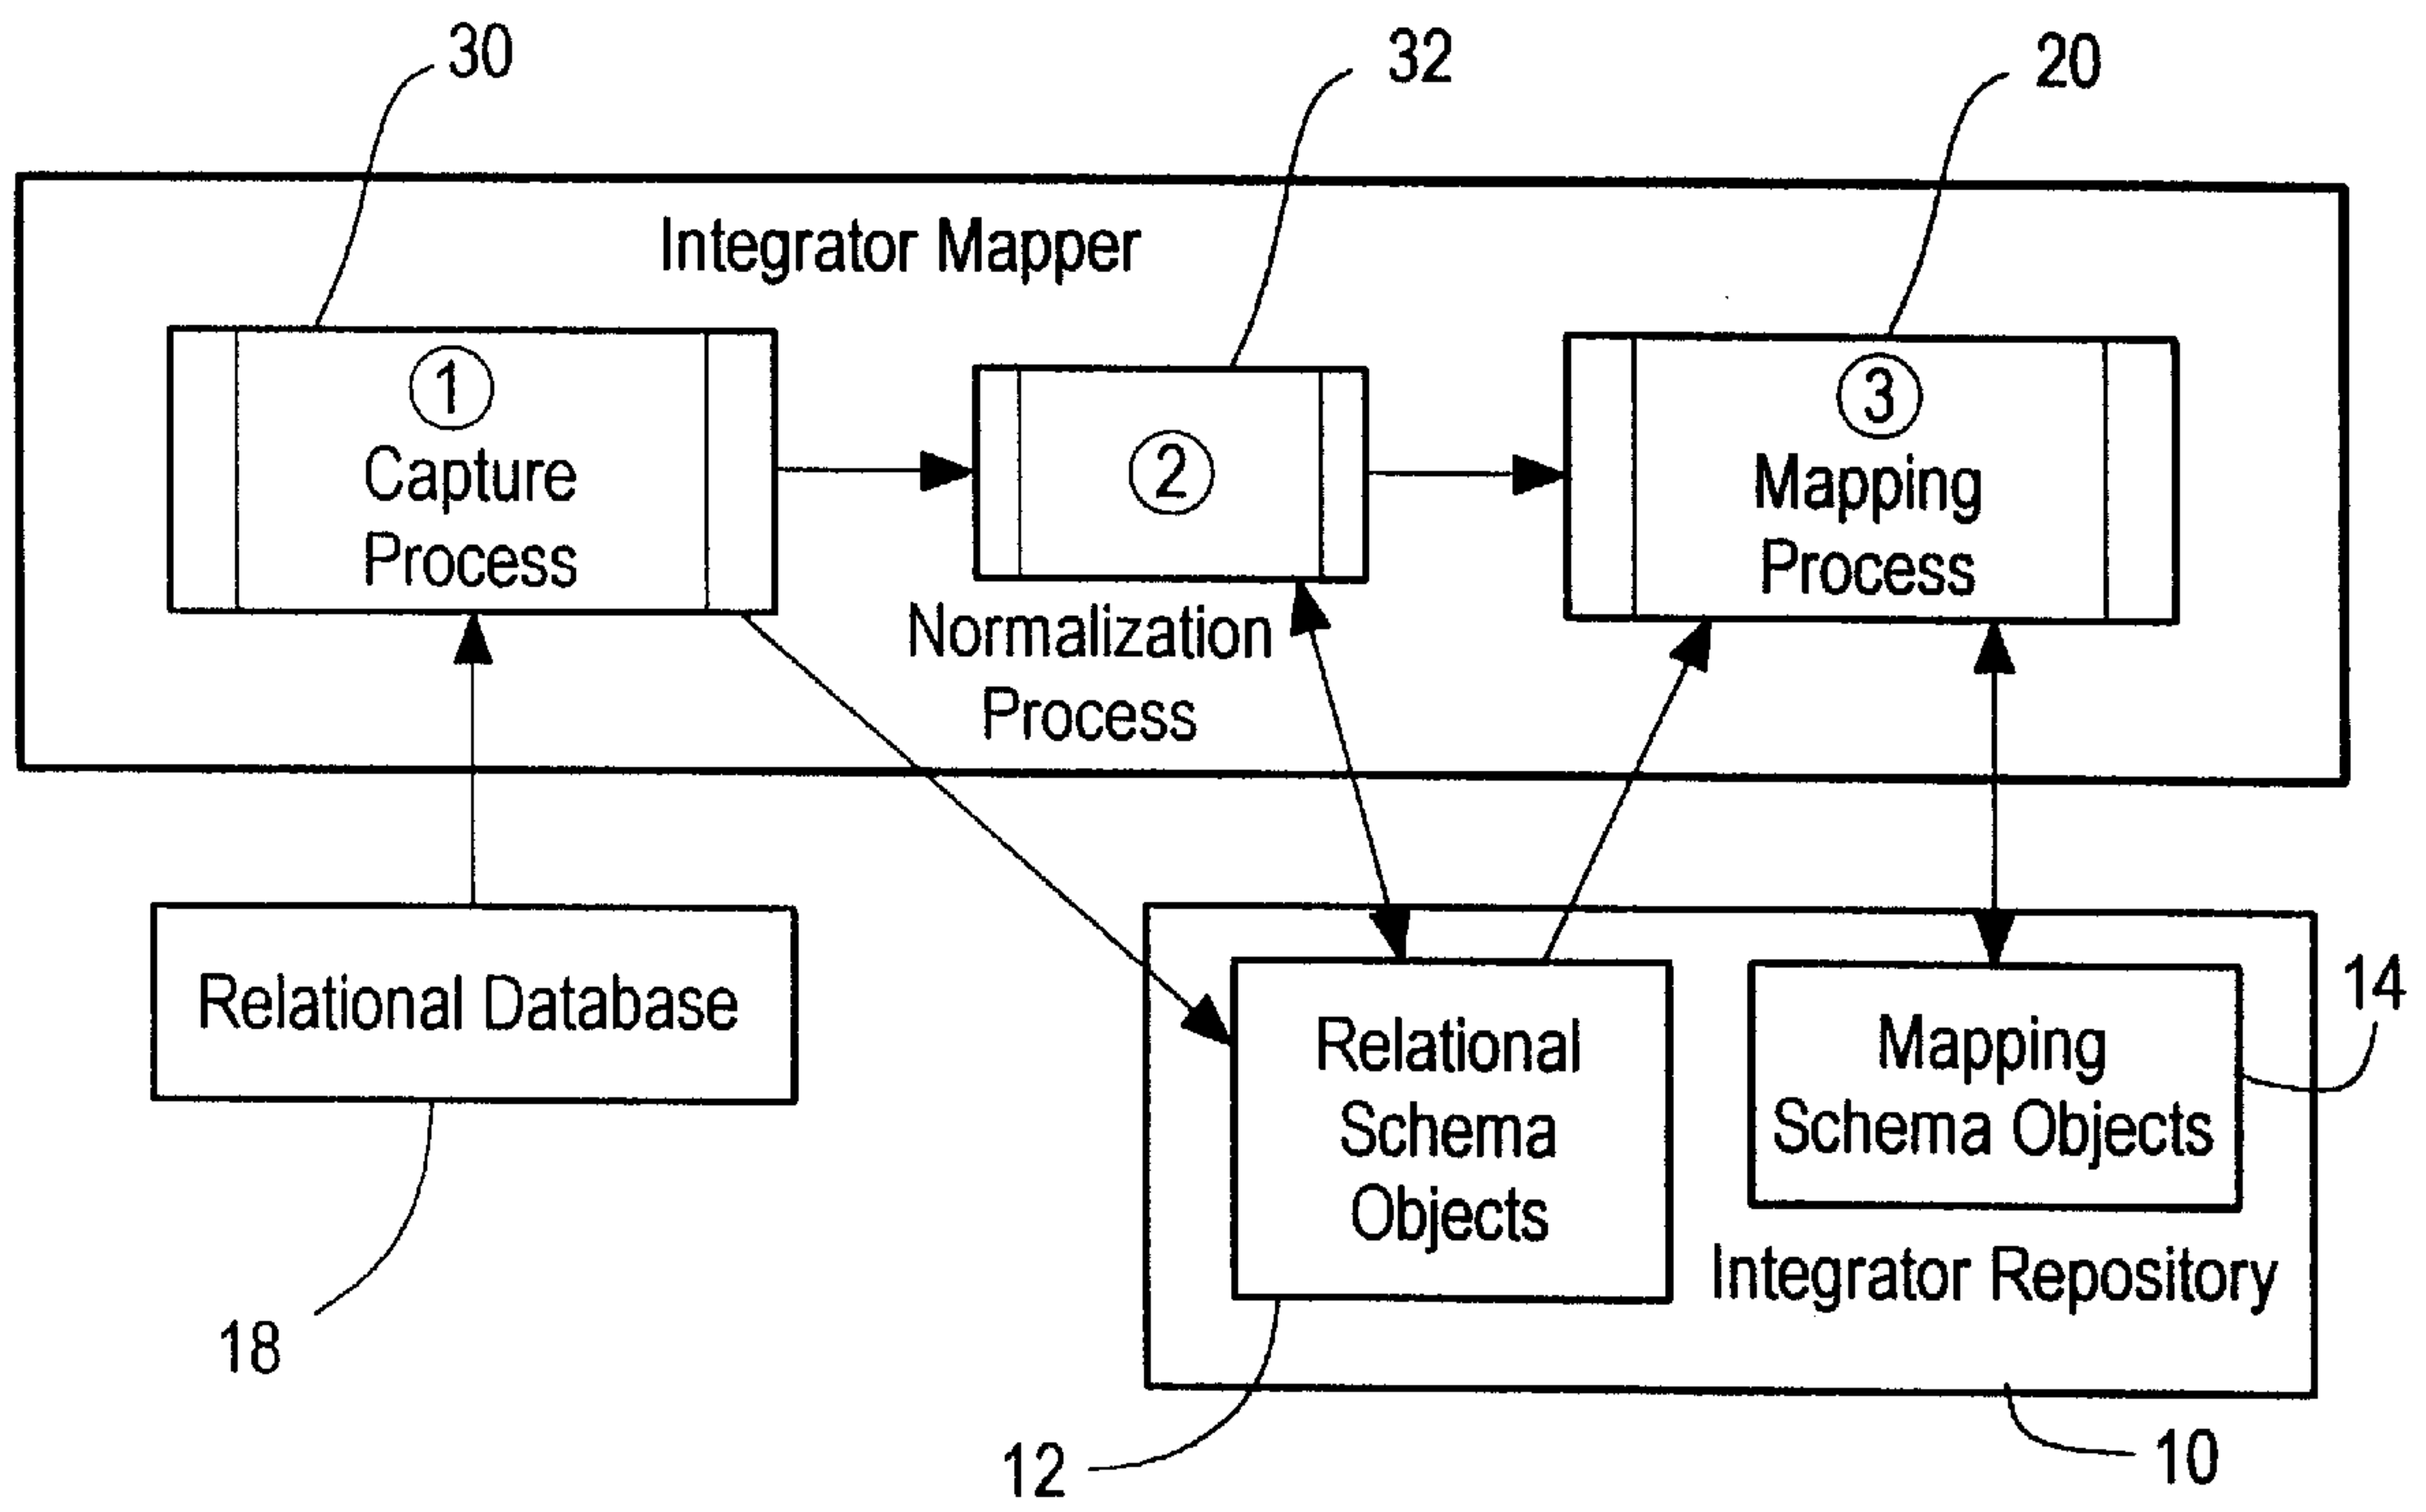 30
32
20
Integrator Mapper
1
Capture
Process
2
Normalization
Process
3
Mapping
Process
Relational Database
18
Relational
Schema
Objects
12
Mapping
Schema Objects
14
Integrator Repository
10